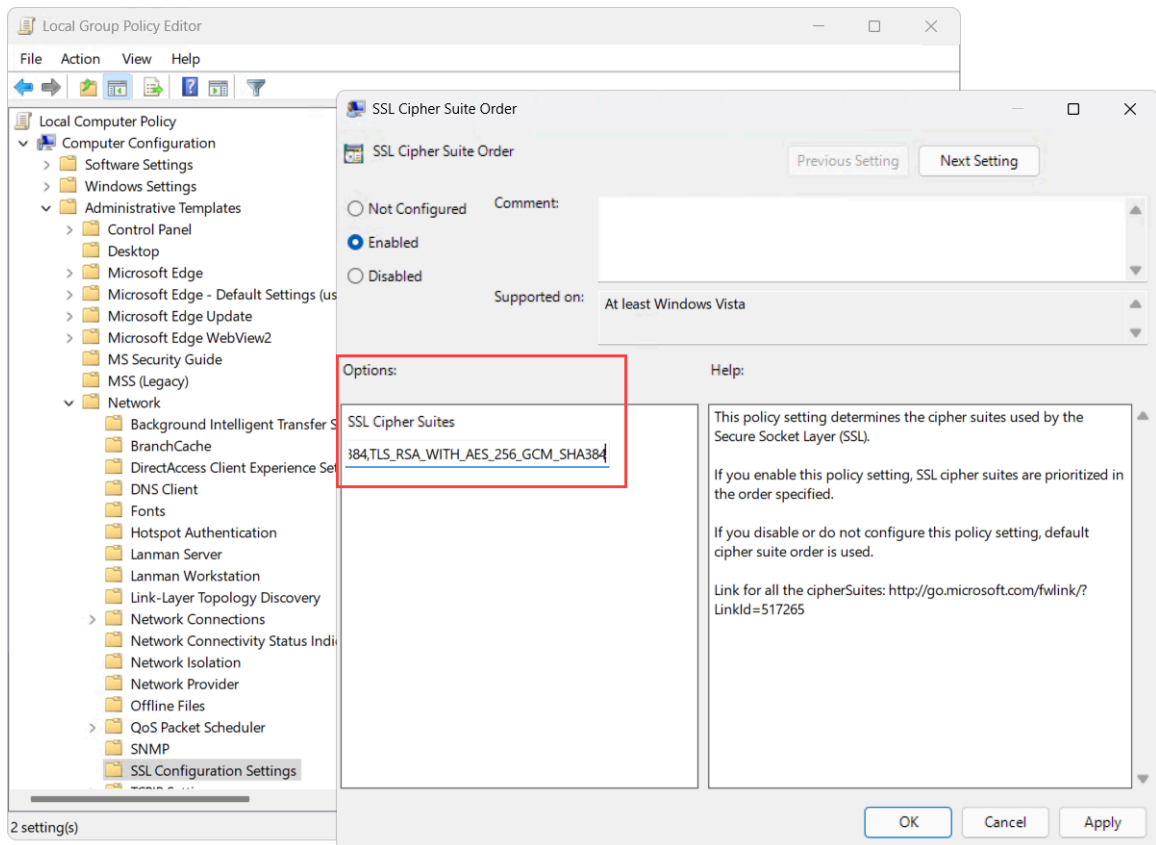 Local Group Policy Editor
File Action View Help
Local Computer Policy
Computer Configuration
Software Settings
Windows Settings
Administrative Templates
Control Panel
Desktop
Microsoft Edge
Microsoft Edge - Default Settings (us
Microsoft Edge Update
Microsoft Edge WebView2
MS Security Guide
MSS (Legacy)
Network
Background Intelligent Transfer S
BranchCache
DirectAccess Client Experience Set
DNS Client
Fonts
Hotspot Authentication
Lanman Server
Lanman Workstation
Link-Layer Topology Discovery
Network Connections
Network Connectivity Status Indi
Network Isolation
Network Provider
Offline Files
QoS Packet Scheduler
SNMP
SSL Configuration Settings
2 setting(s)
SSL Cipher Suite Order
SSL Cipher Suite Order
Previous Setting
Next Setting
Not Configured
Enabled
Disabled
Comment:
Supported on:
At least Windows Vista
Options:
SSL Cipher Suites
384,TLS_RSA_WITH_AES_256_GCM_SHA384
Help:
This policy setting determines the cipher suites used by the
Secure Socket Layer (SSL).
If you enable this policy setting, SSL cipher suites are prioritized in
the order specified.
If you disable or do not configure this policy setting, default
cipher suite order is used.
Link for all the cipherSuites: http://go.microsoft.com/fwlink/?
LinkId=517265
OK
Cancel
Apply